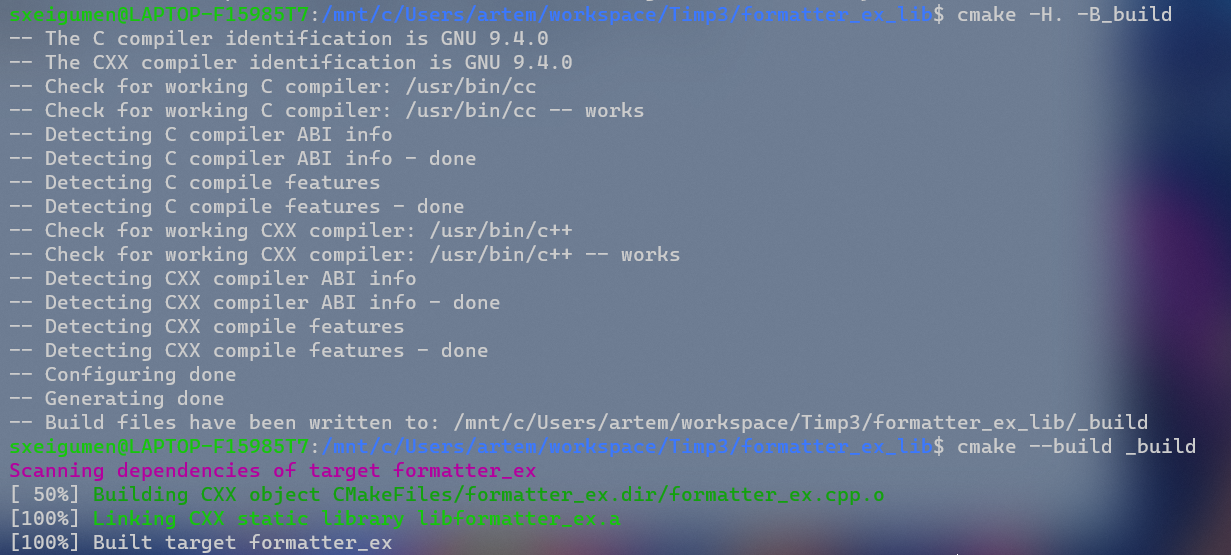 sxeigumen@LAPTOP-F15985T7:/mnt/c/Users/artem/workspace/Timp3/formatter_ex_lib$ cmake -H. -B_build
-- The C compiler identification is GNU 9.4.0
-- The CXX compiler identification is GNU 9.4.0
-- Check for working C compiler: /usr/bin/cc
-- Check for working C compiler: /usr/bin/cc -- works
-- Detecting C compiler ABI info
-- Detecting C compiler ABI info - done
-- Detecting C compile features
-- Detecting C compile features - done
-- Check for working CXX compiler: /usr/bin/c++
-- Check for working CXX compiler: /usr/bin/c++ -- works
-- Detecting CXX compiler ABI info
-- Detecting CXX compiler ABI info - done
-- Detecting CXX compile features
-- Detecting CXX compile features - done
-- Configuring done
-- Generating done
-- Build files have been written to: /mnt/c/Users/artem/workspace/Timp3/formatter_ex_lib/_build
sxeigumen@LAPTOP-F15985T7:/mnt/c/Users/artem/workspace/Timp3/formatter_ex_lib$ cmake --build _build
Scanning dependencies of target formatter_ex
[ 50%] Building CXX object CMakeFiles/formatter_ex.dir/formatter_ex.cpp.o
[100%] Linking CXX static library libformatter_ex.a
[100%] Built target formatter_ex